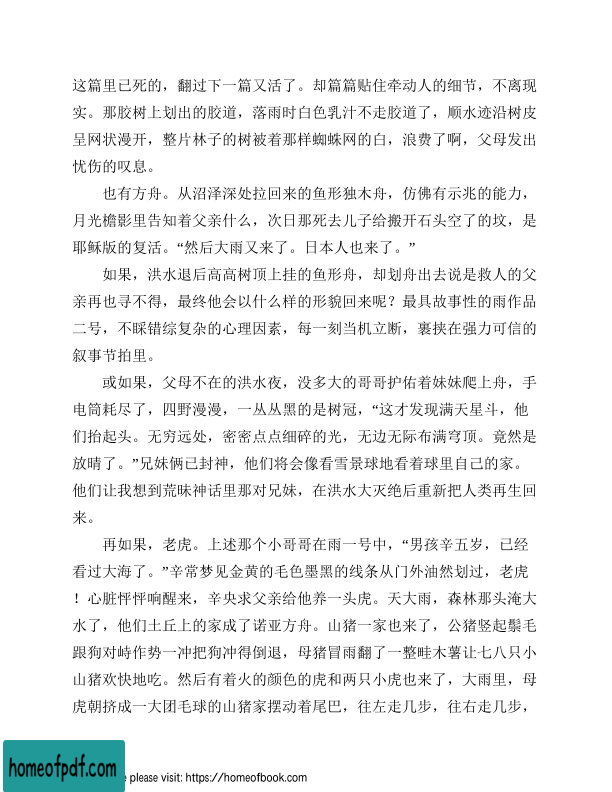 这篇里已死的，翻过下一篇又活了。却篇篇贴住牵动人的细节，不离现
实。那胶树上划出的胶道，落雨时白色乳汁不走胶道了，顺水迹沿树皮
呈网状漫开，整片林子的树被着那样蜘蛛网的白，浪费了啊，父母发出
忧伤的叹息。
也有方舟。从沼泽深处拉回来的鱼形独木舟，仿佛有示兆的能力，
月光檐影里告知着父亲什么，次日那死去儿子给搬开石头空了的坟，是
耶稣版的复活。“然后大雨又来了。日本人也来了。”
如果，洪水退后高高树顶上挂的鱼形舟，却划舟出去说是救人的父
亲再也寻不得，最终他会以什么样的形貌回来呢？最具故事性的雨作品
二号，不睬错综复杂的心理因素，每一刻当机立断，裹挟在强力可信的
叙事节拍里。
或如果，父母不在的洪水夜，没多大的哥哥护佑着妹妹爬上舟，手
电筒耗尽了，四野漫漫，一丛丛黑的是树冠，“这才发现满天星斗，他
们抬起头。无穷远处，密密点点细碎的光，无边无际布满穹顶。竟然是
放晴了。”兄妹俩已封神，他们将会像看雪景球地看着球里自己的家。
他们让我想到荒昧神话里那对兄妹，在洪水大灭绝后重新把人类再生回
来。
再如果，老虎。上述那个小哥哥在雨一号中，“男孩辛五岁，已经
看过大海了。”辛常梦见金黄的毛色墨黑的线条从门外油然划过，老虎
！心脏怦怦响醒来，辛央求父亲给他养一头虎。天大雨，森林那头淹大
水了，他们土丘上的家成了诺亚方舟。山猪一家也来了，公猪竖起鬃毛
跟狗对峙作势一冲把狗冲得倒退，母猪冒雨翻了一整畦木薯让七八只小
山猪欢快地吃。然后有着火的颜色的虎和两只小虎也来了，大雨里，母
虎朝挤成一大团毛球的山猪家摆动着尾巴，往左走几步，往右走几步，
homeofpdf.com
e please visit: https://homeofbook.com